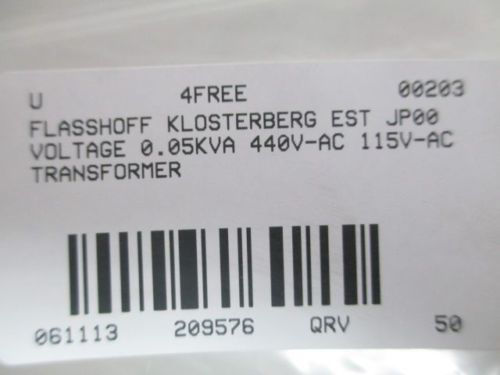 U 4FREE 00203
FLASSHOFF KLOSTERBERG EST JP00
VOLTAGE 0.05KVA 440V-AC 115V-AC
TRANSFORMER
061113 209576 QRV 50